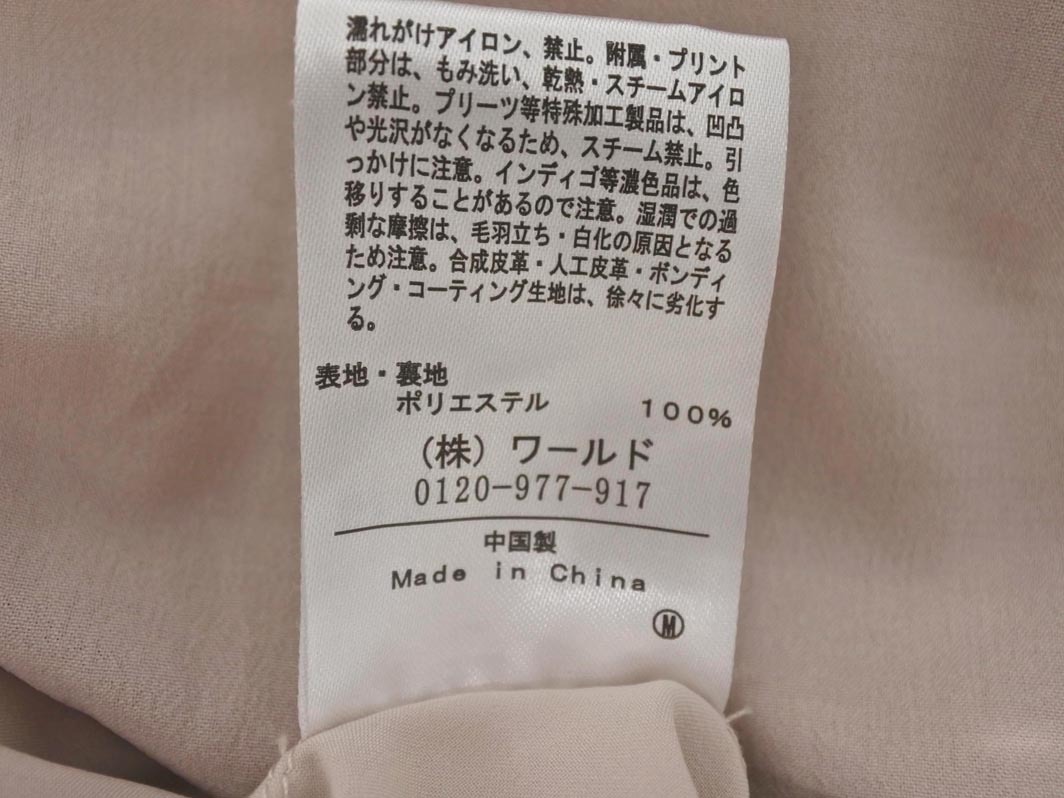 濡れがけアイロン、禁止。附属・プリント
部分は、もみ洗い、乾熱・スチームアイロ
ン禁止。プリーツ等特殊加工製品は、凹凸
や光沢がなくなるため、スチーム禁止。引
っかけに注意。インディゴ等濃色品は、色
移りすることがあるので注意。湿潤での過
剰な摩擦は、毛羽立ち・白化の原因となる
ため注意。合成皮革・人工皮革・ボンディ
ング・コーティング生地は、徐々に劣化す
る。
表地・裏地
ポリエステル 100%
(株)ワールド
0120-977-917
中国製
Made in China
Ⓜ